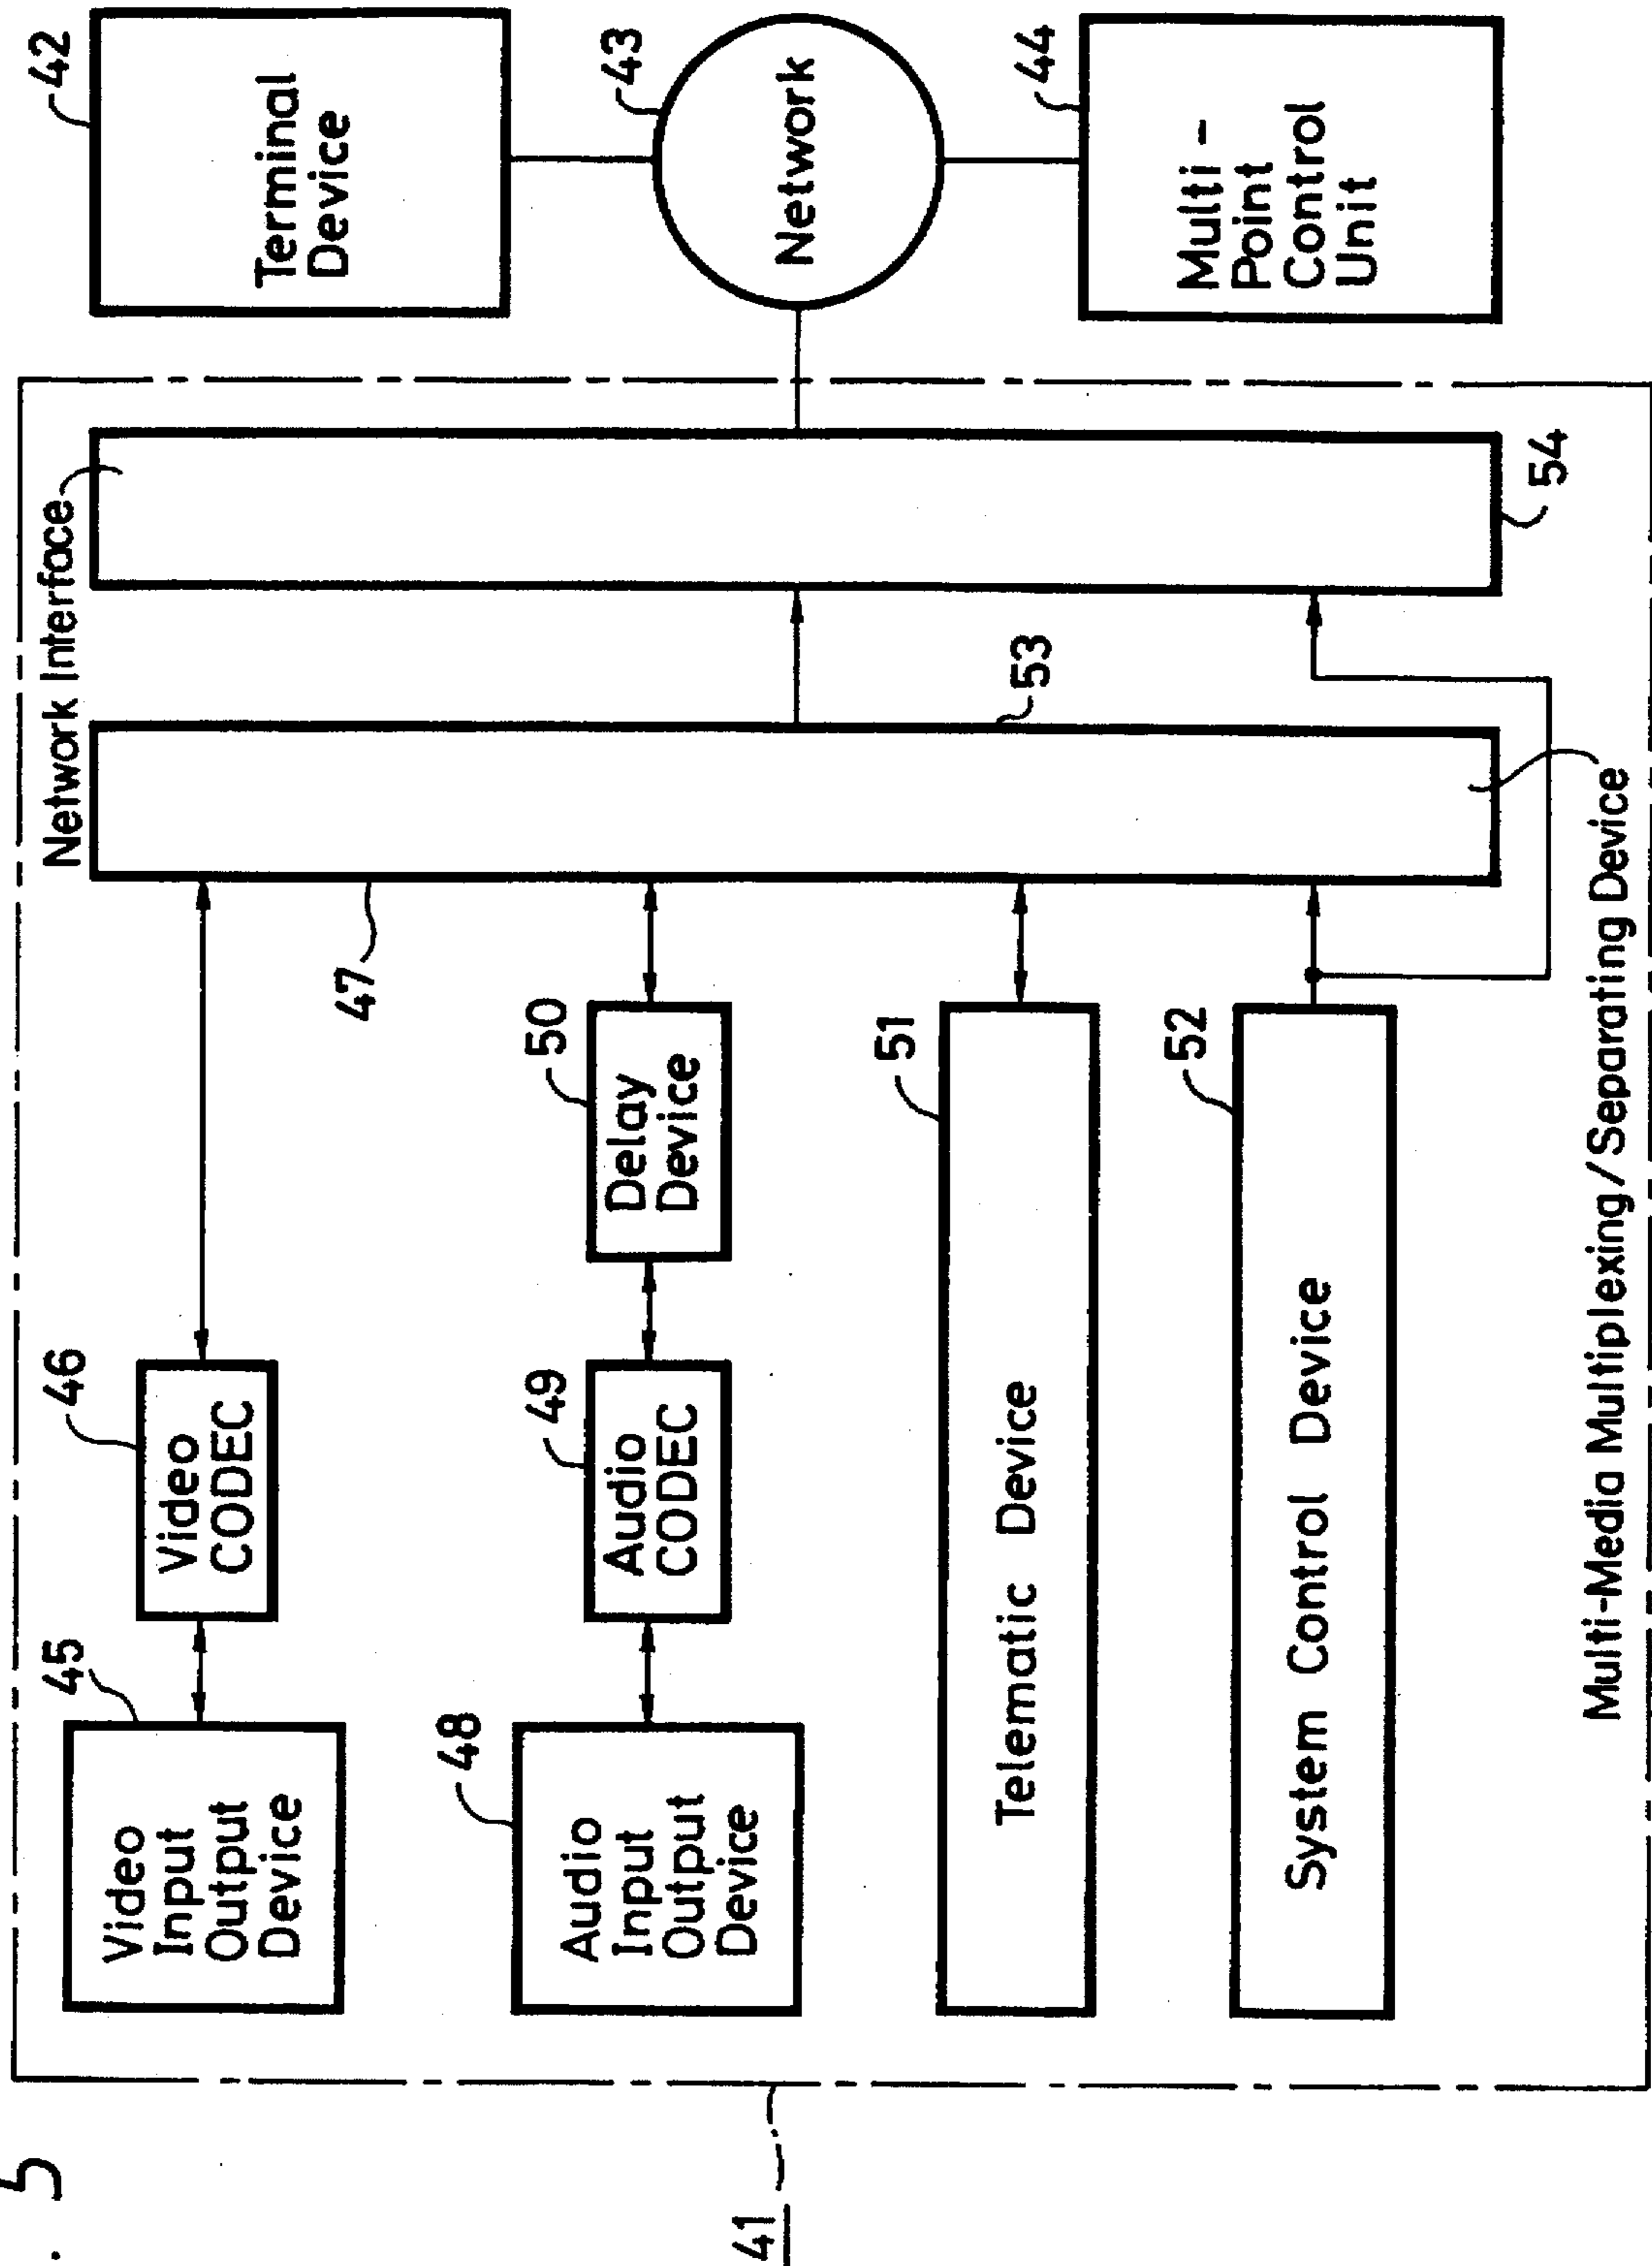 . 5
41
45
Video
Input
Output
Device
46
Video
CODEC
47
Network Interface
42
Terminal
Device
48
Audio
Input
Output
Device
49
Audio
CODEC
50
Delay
Device
53
43
Network
51
Telematic Device
52
System Control Device
54
44
Multi-
Point
Control
Unit
Multi-Media Multiplexing/Separating Device